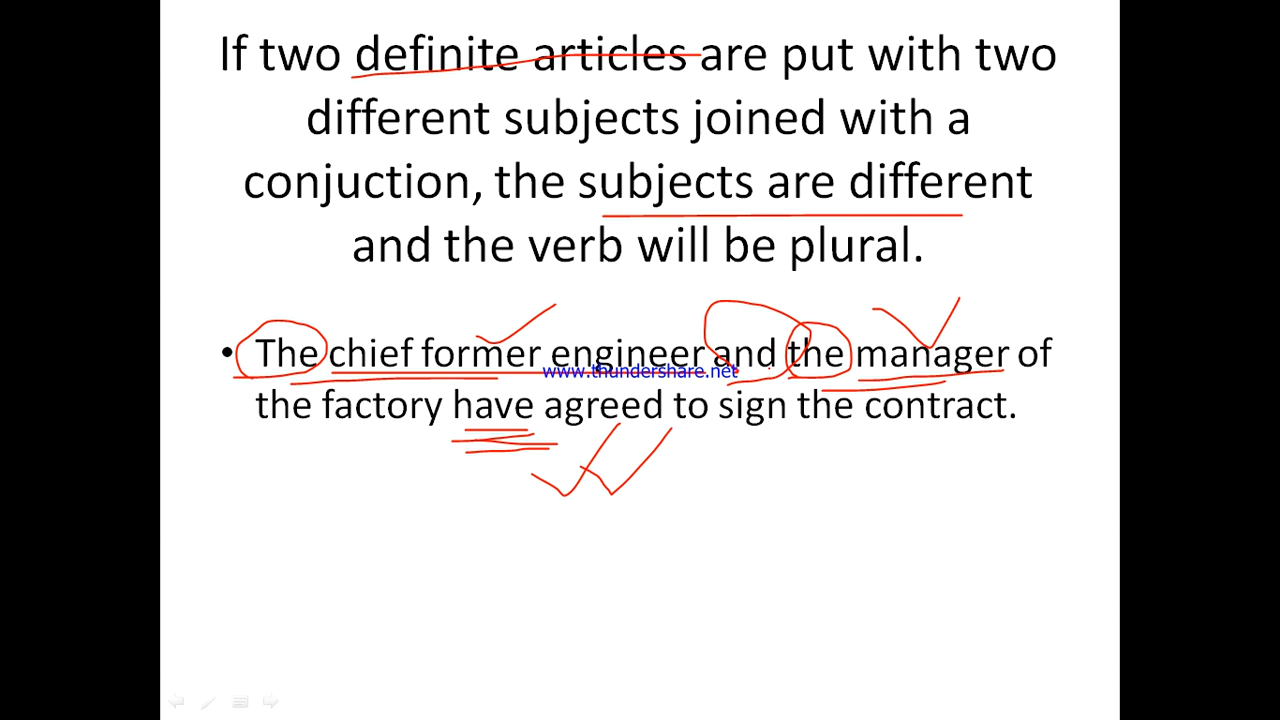 If two definite articles are put with two
different subjects joined with a
conjuction, the subjects are different
and the verb will be plural.
• The chief former engineer and the manager of
www.thundershare.net
the factory have agreed to sign the contract.